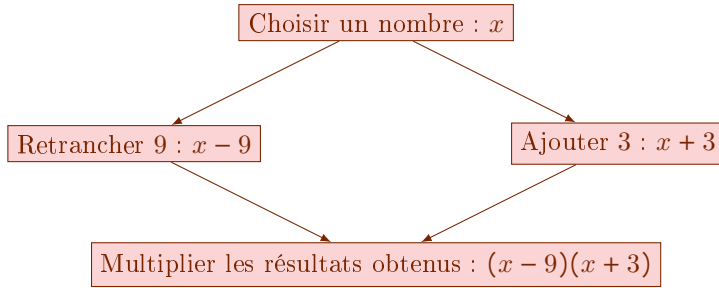 Choisir un nombre : x
Retrancher 9 : x − 9
Ajouter 3 : x + 3
Multiplier les résultats obtenus : (x − 9)(x + 3)